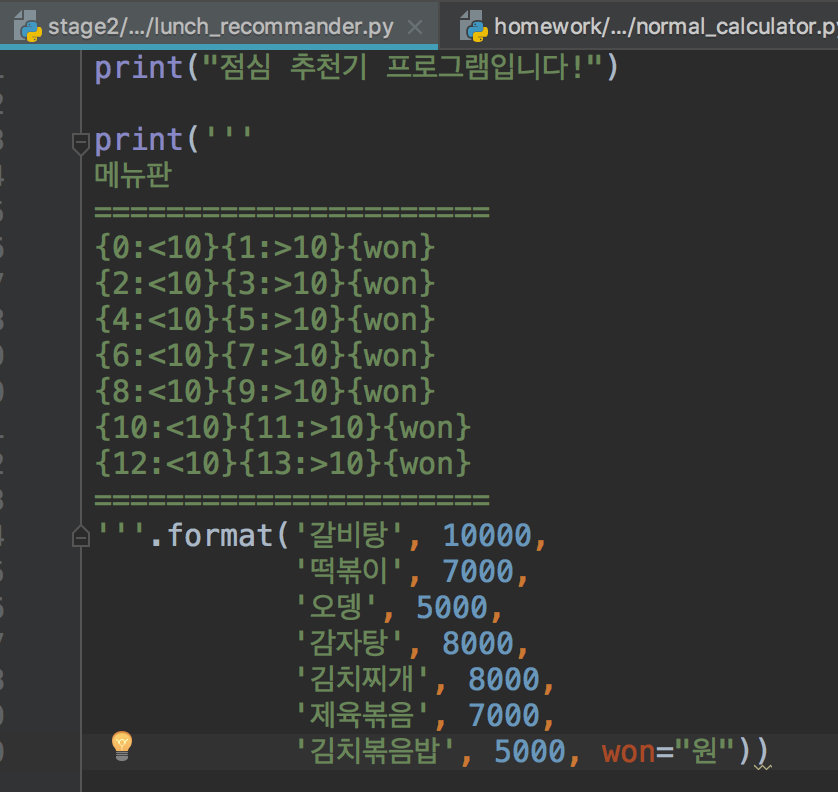 stage2/.../lunch_recommander.py homework/.../normal_calculator.py
print("점심 추천기 프로그램입니다!")
print('''
메뉴판
======================
{0:<10}{1:>10}{won}
{2:<10}{3:>10}{won}
{4:<10}{5:>10}{won}
{6:<10}{7:>10}{won}
{8:<10}{9:>10}{won}
{10:<10}{11:>10}{won}
{12:<10}{13:>10}{won}
======================
'''.format('갈비탕', 10000,
'떡볶이', 7000,
'오뎅', 5000,
'감자탕', 8000,
'김치찌개', 8000,
'제육볶음', 7000,
'김치볶음밥', 5000, won="원"))